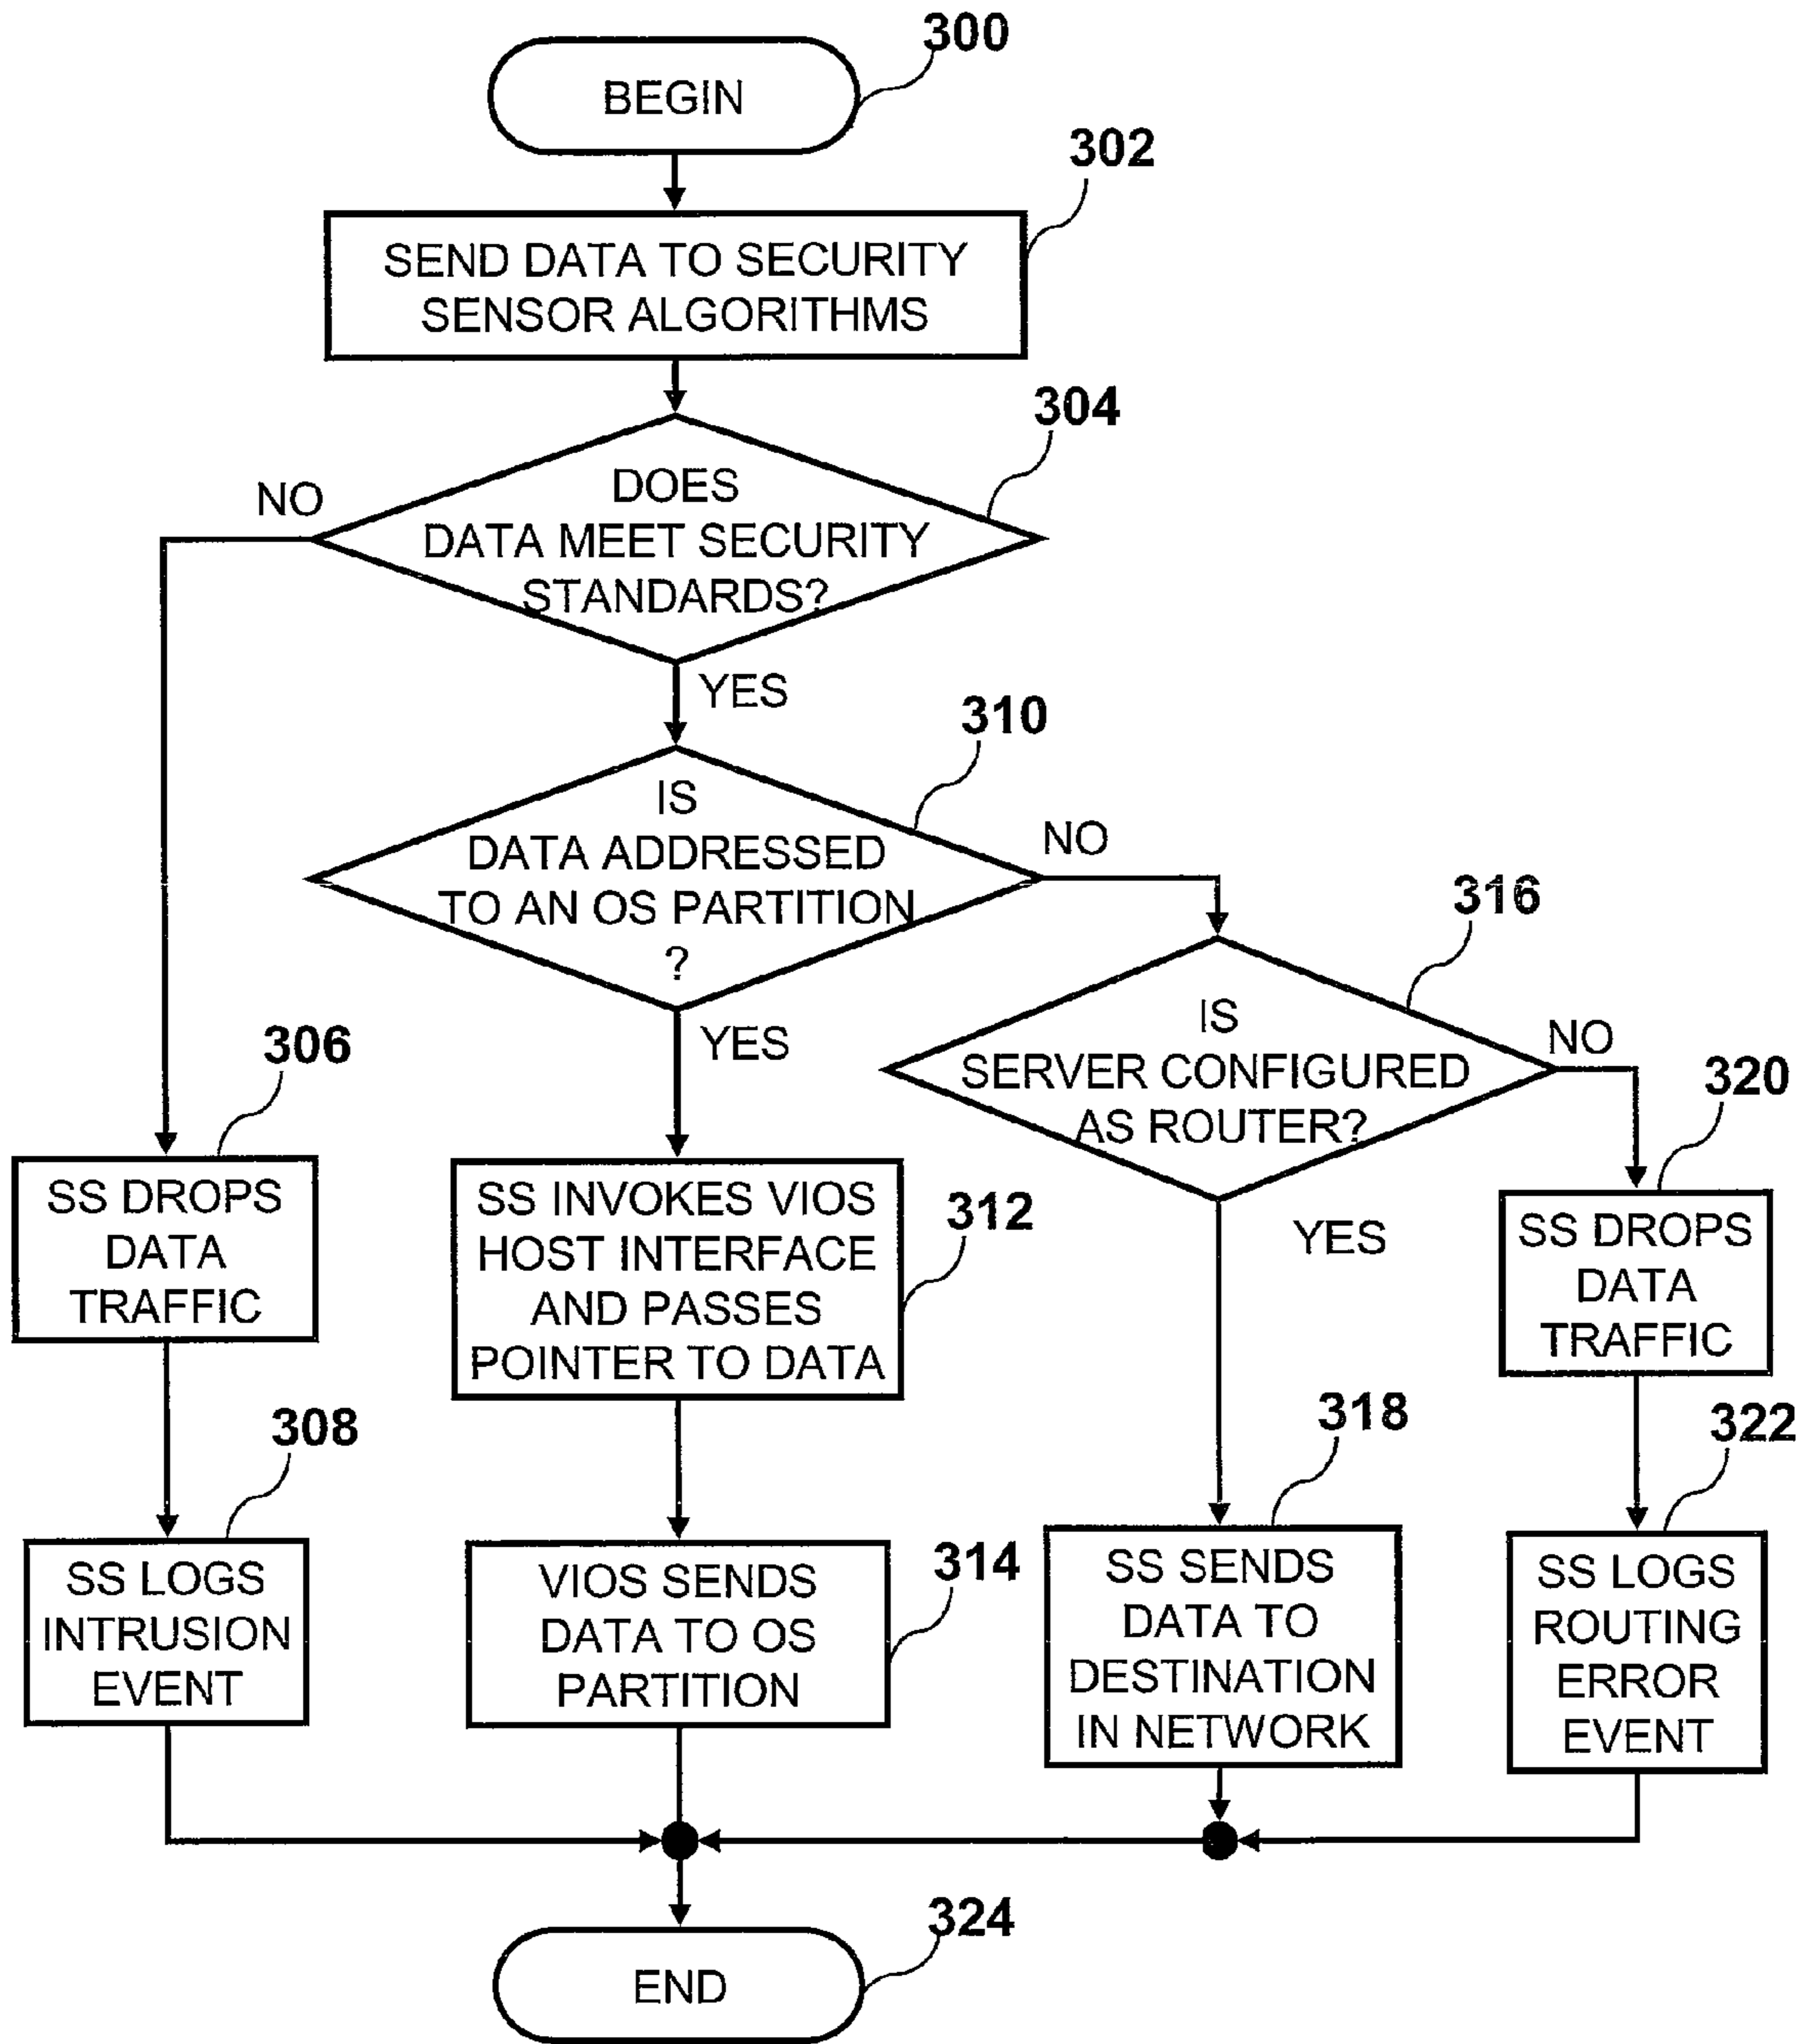 300
BEGIN
302
SEND DATA TO SECURITY
SENSOR ALGORITHMS
304
DOES
DATA MEET SECURITY
STANDARDS?
NO
YES
310
IS
DATA ADDRESSED
TO AN OS PARTITION
?
NO
YES
316
IS
SERVER CONFIGURED
AS ROUTER?
NO
YES
306
SS DROPS
DATA
TRAFFIC
312
SS INVOKES VIOS
HOST INTERFACE
AND PASSES
POINTER TO DATA
320
SS DROPS
DATA
TRAFFIC
308
SS LOGS
INTRUSION
EVENT
314
VIOS SENDS
DATA TO OS
PARTITION
318
SS SENDS
DATA TO
DESTINATION
IN NETWORK
322
SS LOGS
ROUTING
ERROR
EVENT
324
END